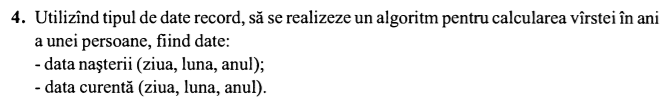 4. Utilizînd tipul de date record, să se realizeze un algoritm pentru calcularea vîrstei în ani
a unei persoane, fiind date:
- data naşterii (ziua, luna, anul);
- data curentă (ziua, luna, anul).